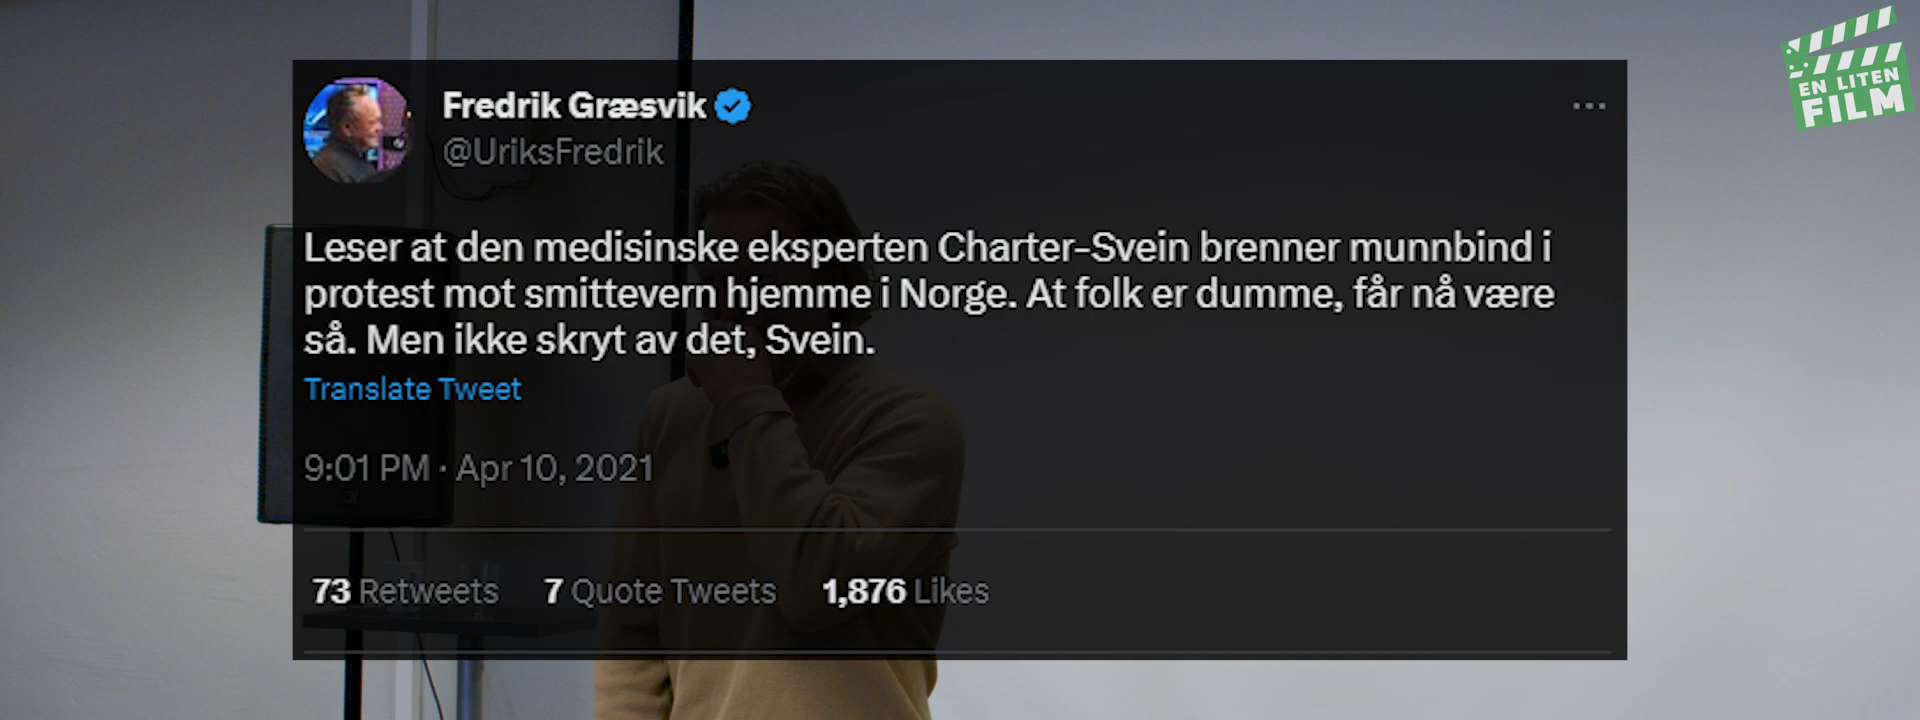 Fredrik Græsvik
@UriksFredrik
Leser at den medisinske eksperten Charter-Svein brenner munnbind i
protest mot smittevern hjemme i Norge. At folk er dumme, får nå være
så. Men ikke skryt av det, Svein.
Translate Tweet
9:01 PM · Apr 10, 2021
73 Retweets 7 Quote Tweets 1,876 Likes
EN LITEN
FILM